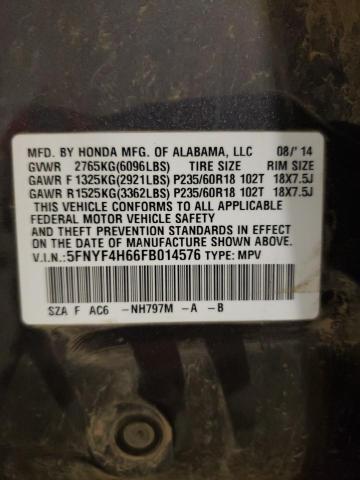 MFD. BY HONDA MFG. OF ALABAMA, LLC 08/'14
GVWR 2765KG(6096LBS) TIRE SIZE RIM SIZE
GAWR F 1325KG(2921LBS) P235/60R18 102T 18X7.5J
GAWR R 1525KG(3362LBS) P235/60R18 102T 18X7.5J
THIS VEHICLE CONFORMS TO ALL APPLICABLE
FEDERAL MOTOR VEHICLE SAFETY
AND THEFT PREVENTION STANDARDS IN EFFECT ON
THE DATE OF MANUFACTURE SHOWN ABOVE.
V.I.N.:5FNYF4H66FB014576 TYPE: MPV
SZA F AC6 -NH797M -A -B